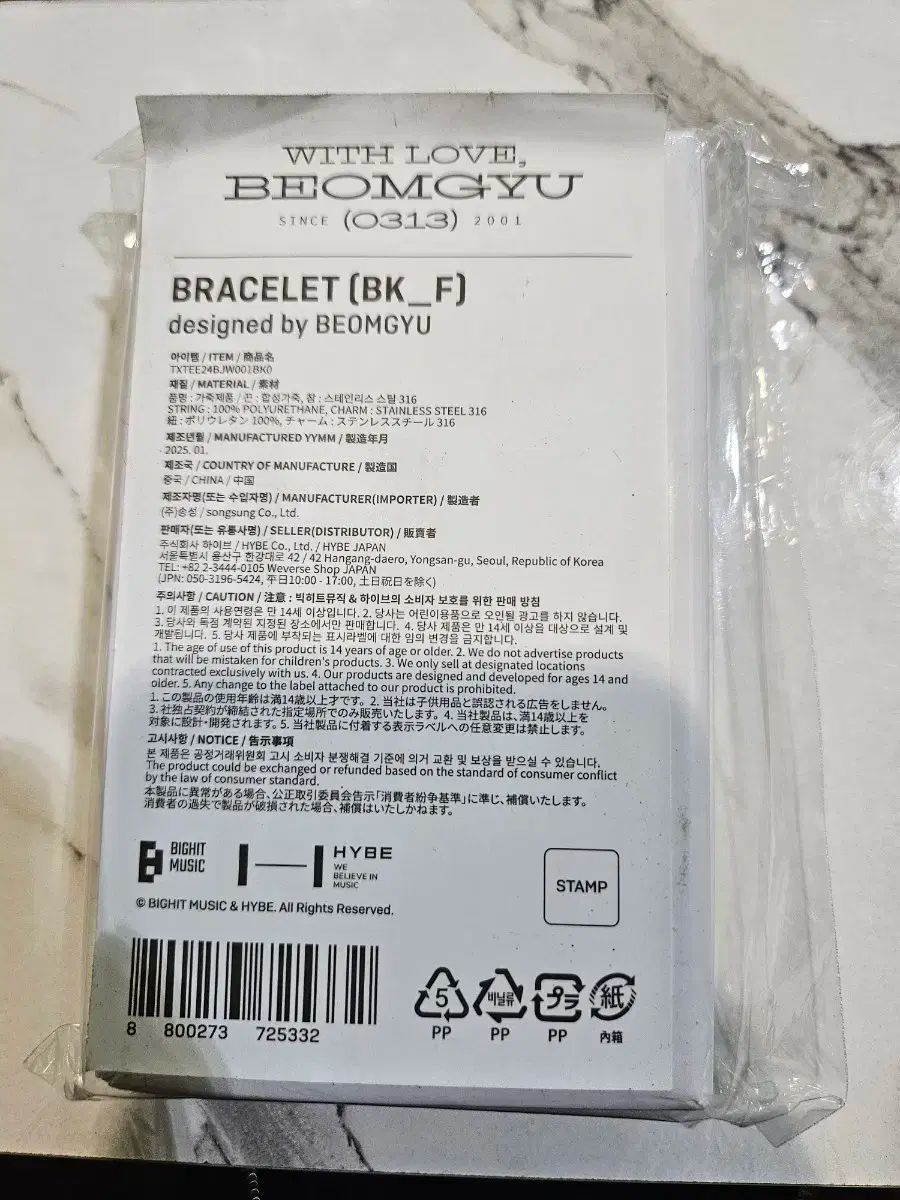 WITH LOVE,
BEOMGYU
SINCE (0313) 2001
BRACELET (BK_F)
designed by BEOMGYU
아이템 / ITEM / 商品名
TXTEE24BJW001BK0
재질 / MATERIAL / 素材
품명 : 가죽제품 / 끈 : 합성가죽, 참 : 스테인리스 스틸 316
STRING : 100% POLYURETHANE, CHARM : STAINLESS STEEL 316
紐 : ポリウレタン 100%, チャーム : ステンレススチール 316
제조년월 / MANUFACTURED YYMM / 製造年月
2025. 01.
제조국 / COUNTRY OF MANUFACTURE / 製造国
중국 / CHINA / 中国
제조자명(또는 수입자명) / MANUFACTURER(IMPORTER) / 製造者
(주)송성 / songsung Co., Ltd.
판매자(또는 유통사명) / SELLER(DISTRIBUTOR) / 販売者
주식회사 하이브 / HYBE Co., Ltd. / HYBE JAPAN
서울특별시 용산구 한강대로 42 / 42 Hangang-daero, Yongsan-gu, Seoul, Republic of Korea
TEL: +82 2-3444-0105 Weverse Shop JAPAN
(JPN: 050-3196-5424, 平日10:00 - 17:00, 土日祝日を除く)
주의사항 / CAUTION / 注意 : 빅히트뮤직 & 하이브의 소비자 보호를 위한 판매 방침
1. 이 제품의 사용연령은 만 14세 이상입니다. 2. 당사는 어린이용품으로 오인될 광고를 하지 않습니다.
3. 당사와 독점 계약된 지정된 장소에서만 판매합니다. 4. 당사 제품은 만 14세 이상을 대상으로 설계 및
개발됩니다. 5. 당사 제품에 부착되는 표시라벨에 대한 임의 변경을 금지합니다.
1. The age of use of this product is 14 years of age or older. 2. We do not advertise products
that will be mistaken for children's products. 3. We only sell at designated locations
contracted exclusively with us. 4. Our products are designed and developed for ages 14 and
older. 5. Any change to the label attached to our product is prohibited.
1. この製品の使用年齢は満14歳以上才です。2. 当社は子供用品と誤認される広告をしません。
3. 社独占契約が締結された指定場所でのみ販売いたします。4. 当社製品は、満14歳以上を
対象に設計・開発されます。5. 当社製品に付着する表示ラベルへの任意変更は禁止します。
고시사항 / NOTICE / 告示事項
본 제품은 공정거래위원회 고시 소비자 분쟁해결 기준에 의거 교환 및 보상을 받으실 수 있습니다.
The product could be exchanged or refunded based on the standard of consumer conflict
by the law of consumer standard.
本製品に異常がある場合、公正取引委員会告示「消費者紛争基準」に準じ、補償いたします。
消費者の過失で製品が破損された場合、補償はいたしかねます。
BIGHIT
MUSIC
HYBE
WE
BELIEVE IN
MUSIC
STAMP
© BIGHIT MUSIC & HYBE. All Rights Reserved.
8 800273 725332
5 비닐류 プラ 紙
PP PP PP 內箱